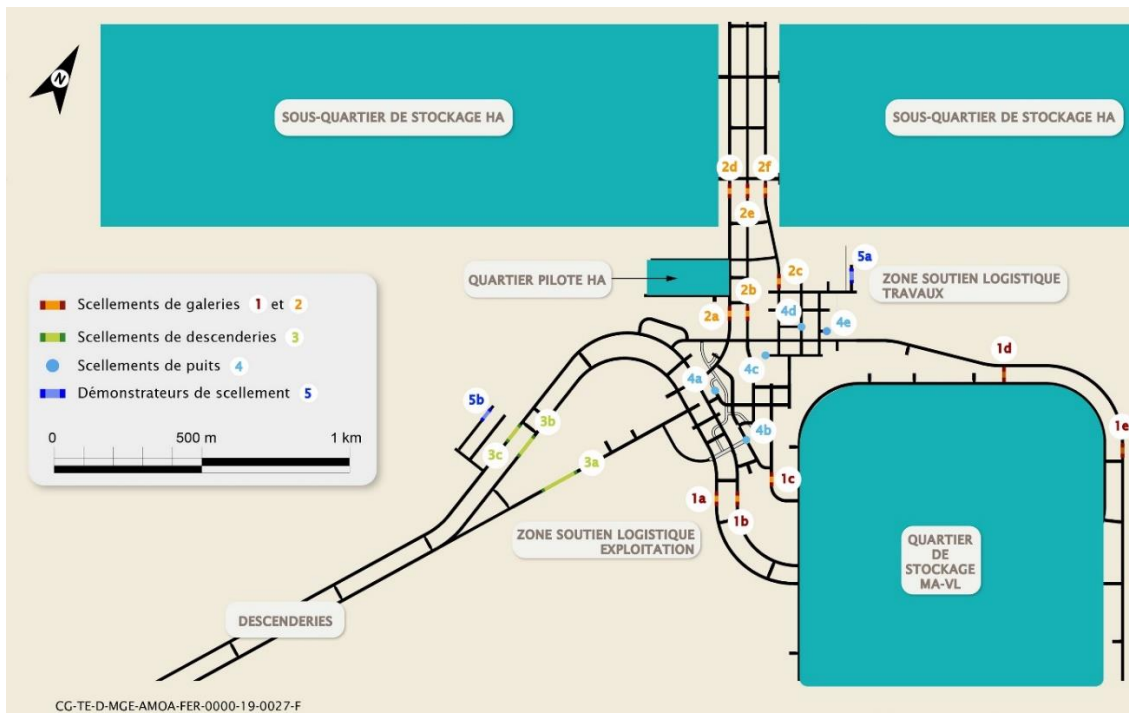 N
SOUS-QUARTIER DE STOCKAGE HA
SOUS-QUARTIER DE STOCKAGE HA
2d
2f
2e
QUARTIER PILOTE HA
2c
5a
ZONE SOUTIEN LOGISTIQUE
TRAVAUX
2b
2a
4d
4e
4c
4a
4b
1d
1e
1c
1a
1b
5b
3b
3c
3a
Scellements de galeries 1 et 2
Scellements de descenderies 3
Scellements de puits 4
Démonstrateurs de scellement 5
0 500 m 1 km
ZONE SOUTIEN LOGISTIQUE
EXPLOITATION
QUARTIER
DE
STOCKAGE
MA-VL
DESCENDERIES
CG-TE-D-MGE-AMOA-FER-0000-19-0027-F